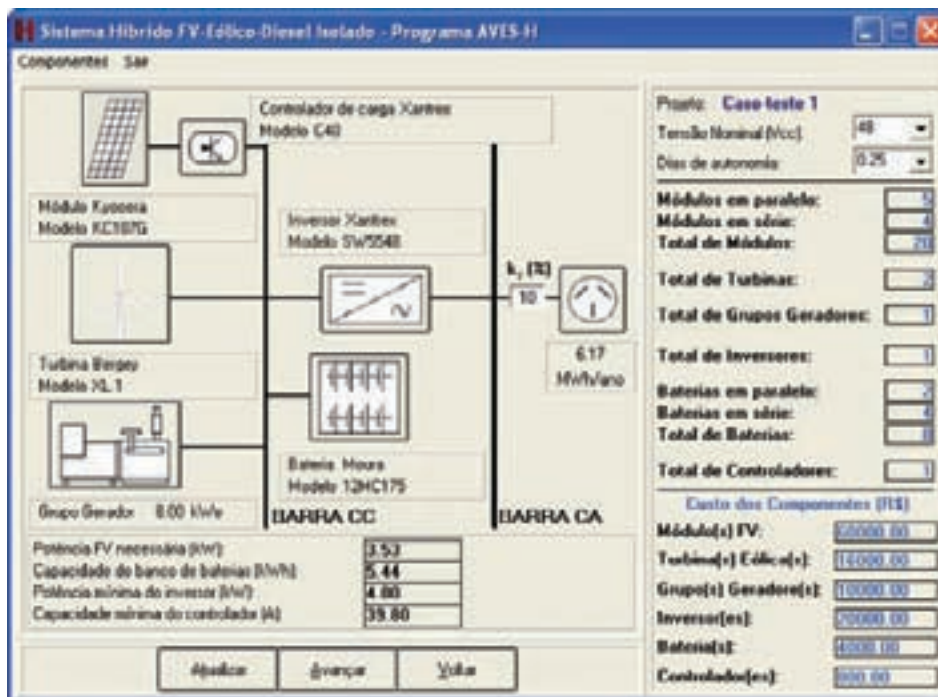 Sistema Híbrido FV-Eólico-Diesel Isolado - Programa AVES-H
Componentes Sair
Controlador de carga Xantrex
Modelo C40
Módulo Kyocera
Modelo KC187G
Inversor Xantrex
Modelo SW5548
k, (%)
10
6.17
MWh/ano
Turbina Bergey
Modelo XL.1
Bateria Moura
Modelo 12HC175
Grupo Gerador 8.00 kWe
BARRA CC
BARRA CA
Potência FV necessária (kW): 3.53
Capacidade do banco de baterias (kWh): 5.44
Potência mínima do inversor (kW): 4.80
Capacidade mínima do controlador (A): 39.80
Atualizar Avançar Voltar
Projeto: Caso teste 1
Tensão Nominal (Vcc): 48
Dias de autonomia: 0.25
Módulos em paralelo: 5
Módulos em série: 4
Total de Módulos: 20
Total de Turbinas: 2
Total de Grupos Geradores: 1
Total de Inversores: 1
Baterias em paralelo: 2
Baterias em série: 4
Total de Baterias: 8
Total de Controladores: 1
Custo dos Componentes (R$)
Módulo(s) FV: 60000.00
Turbina(s) Eólica(s): 16000.00
Grupo(s) Geradore(s): 10000.00
Inversor(es): 20000.00
Bateria(s): 4000.00
Controlador(es): 800.00